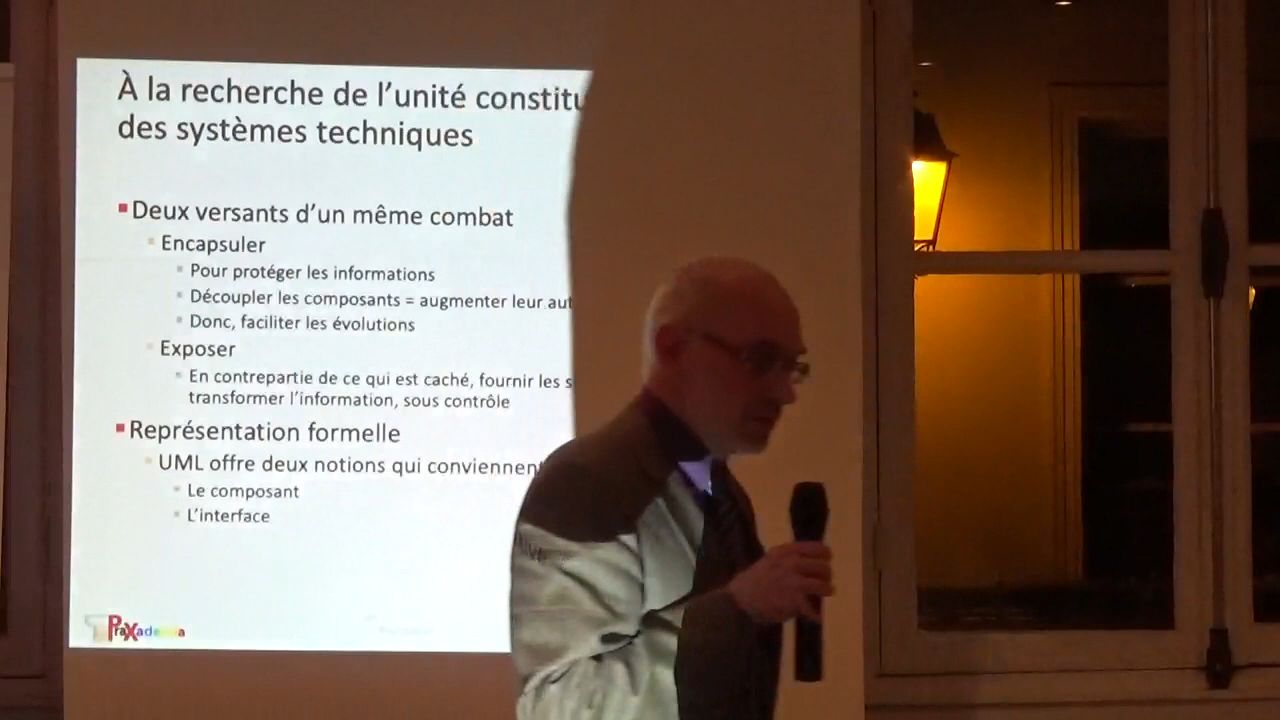 À la recherche de l'unité
des systèmes techniques
Deux versants d'un même combat
Encapsuler
Pour protéger les informations
Découpler les composants = augmenter leur
Donc, faciliter les évolutions
Exposer
En contrepartie de ce qui est caché, fournir les
transformer l'information, sous contrôle
Représentation formelle
UML offre deux notions qui conviennent
Le composant
L'interface
PraXademia